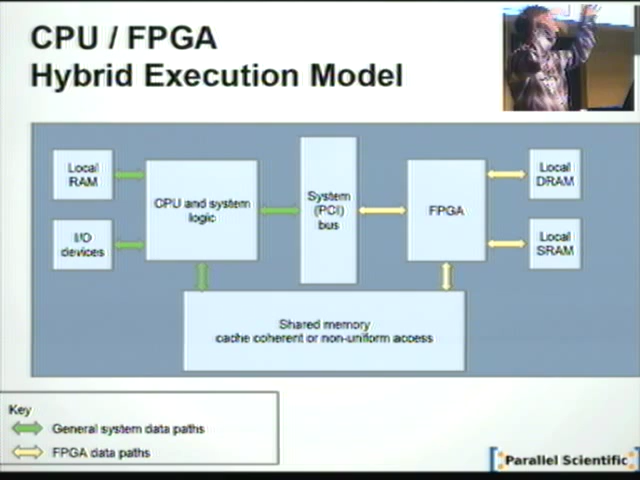 CPU / FPGA
Hybrid Execution Model
Local
RAM
CPU and system
logic
System
(PCI)
bus
FPGA
Local
DRAM
I/O
devices
Local
SRAM
Shared memory
cache coherent or non-uniform access
Key
General system data paths
FPGA data paths
Parallel Scientific